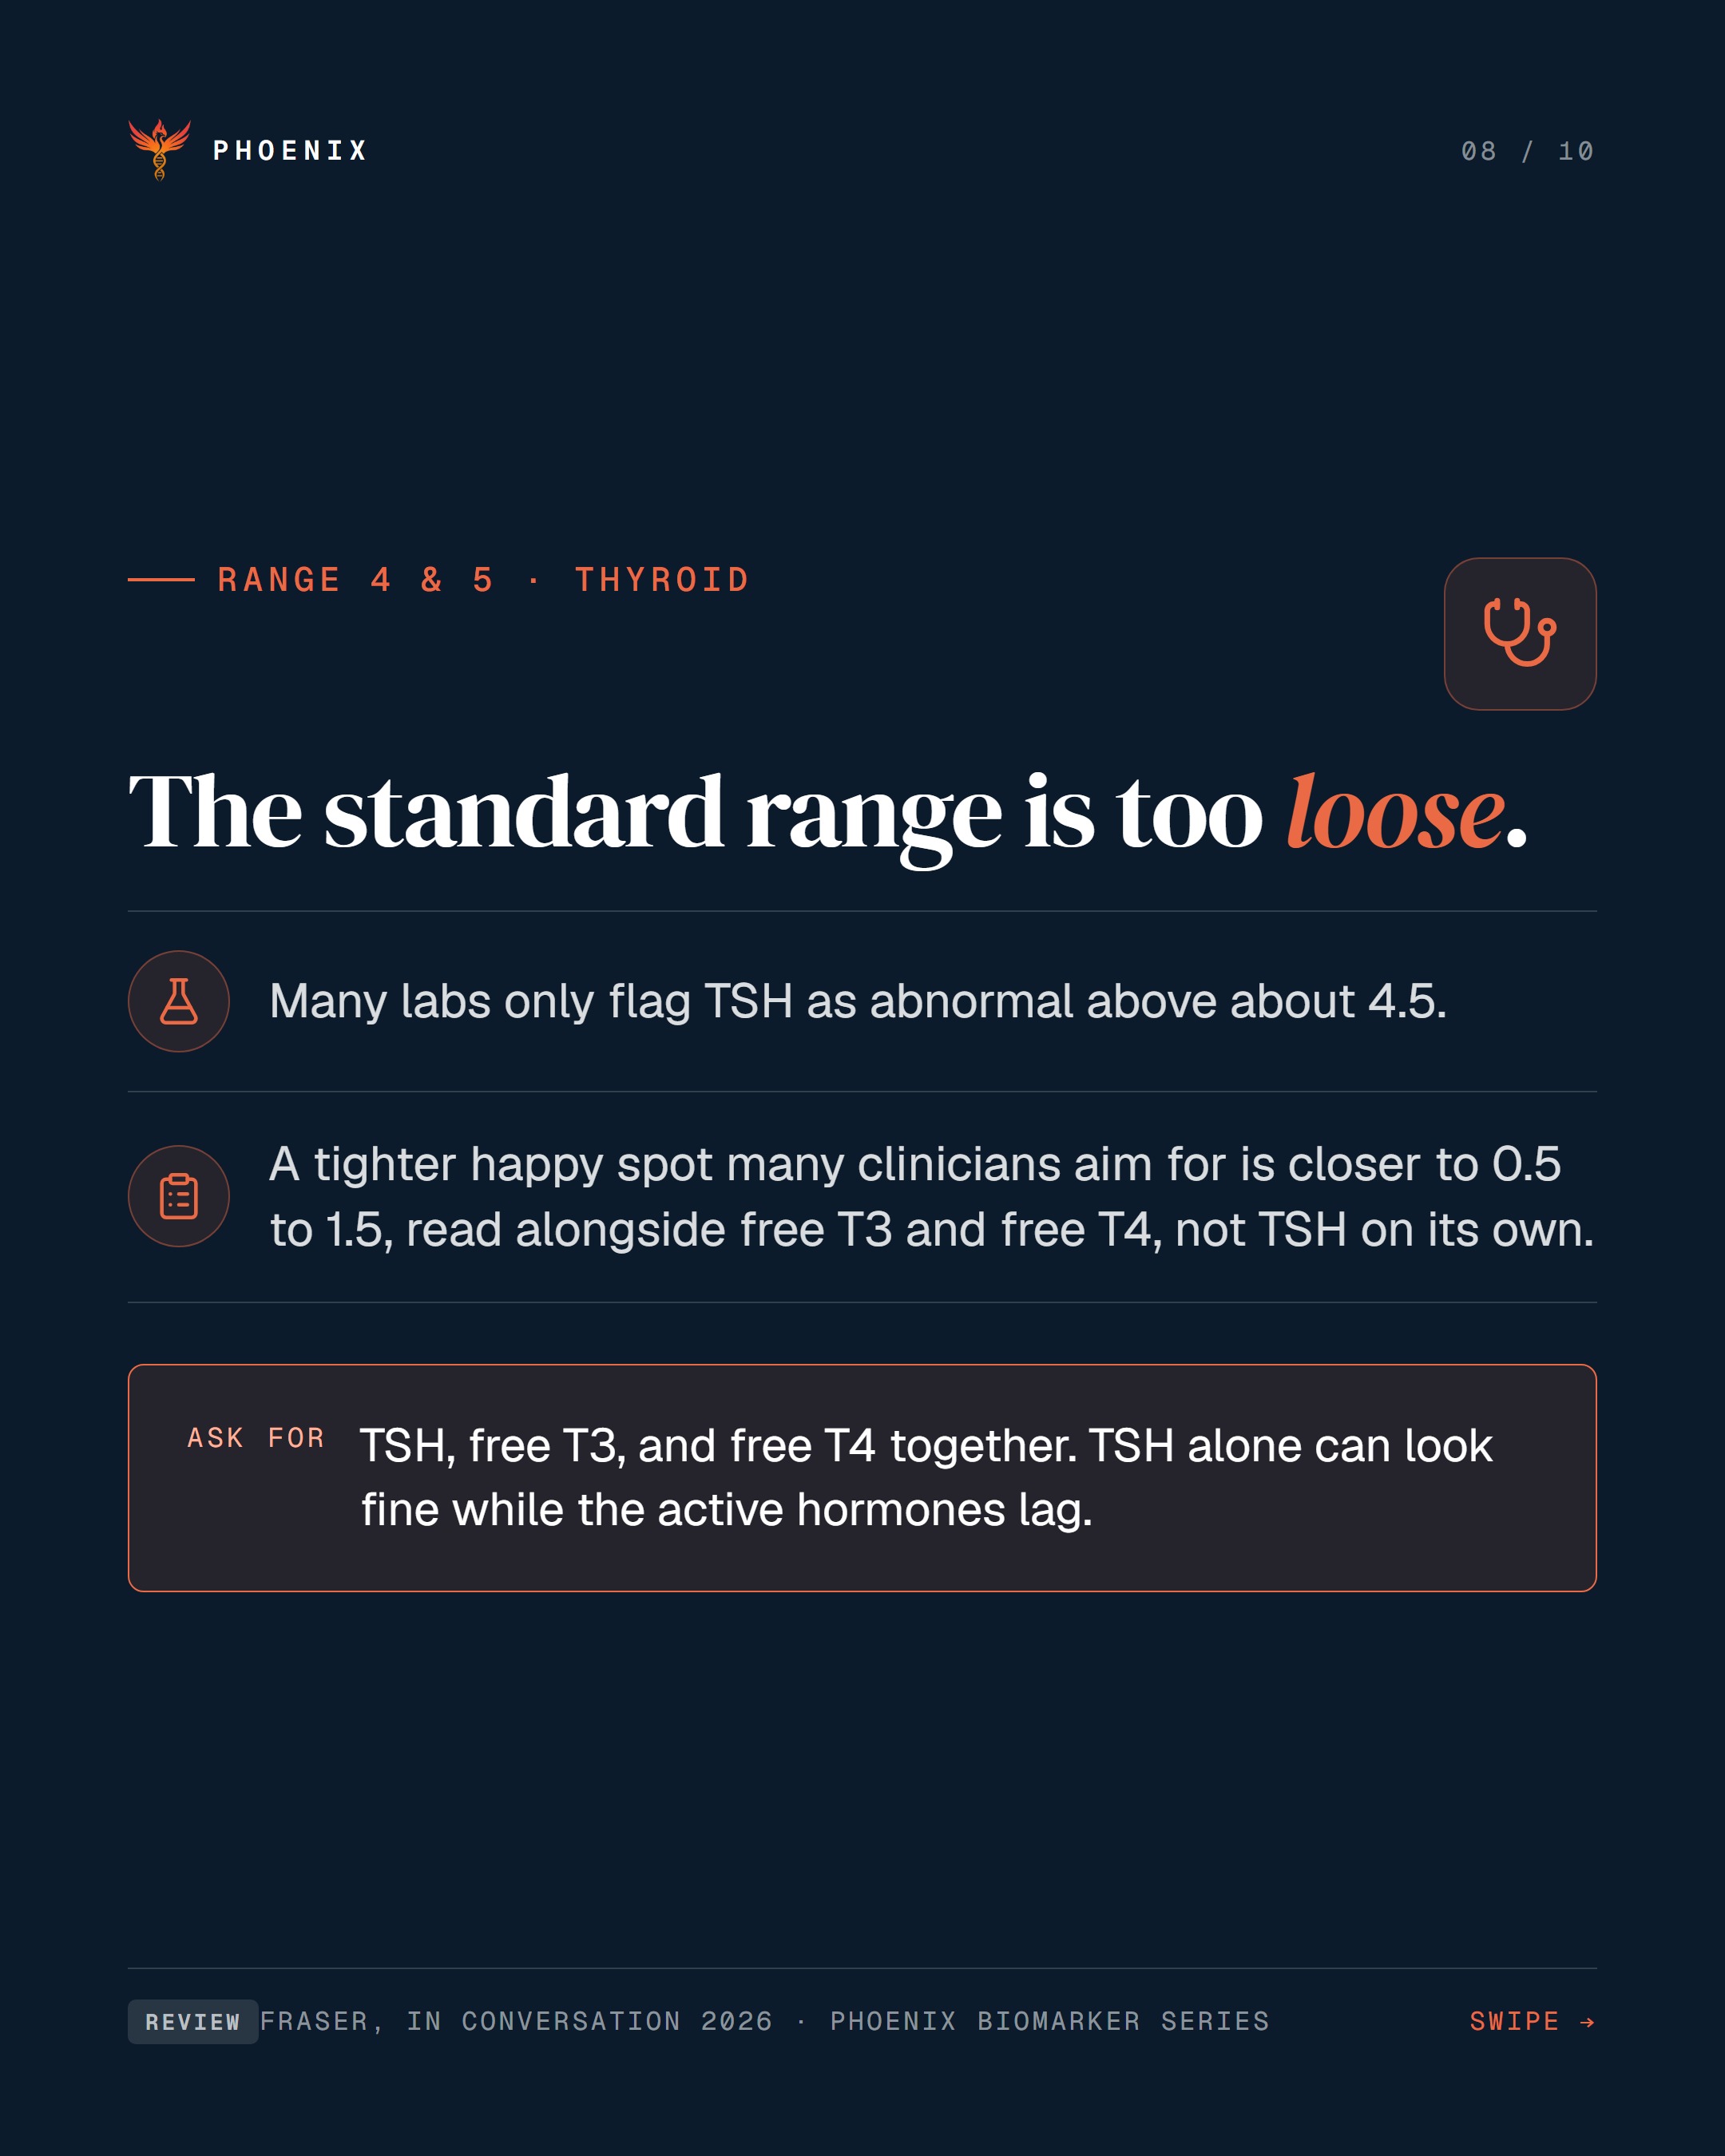 PHOENIX
08 / 10
RANGE 4 & 5 · THYROID
The standard range is too loose.
Many labs only flag TSH as abnormal above about 4.5.
A tighter happy spot many clinicians aim for is closer to 0.5
to 1.5, read alongside free T3 and free T4, not TSH on its own.
ASK FOR TSH, free T3, and free T4 together. TSH alone can look
fine while the active hormones lag.
REVIEW FRASER, IN CONVERSATION 2026 · PHOENIX BIOMARKER SERIES
SWIPE →